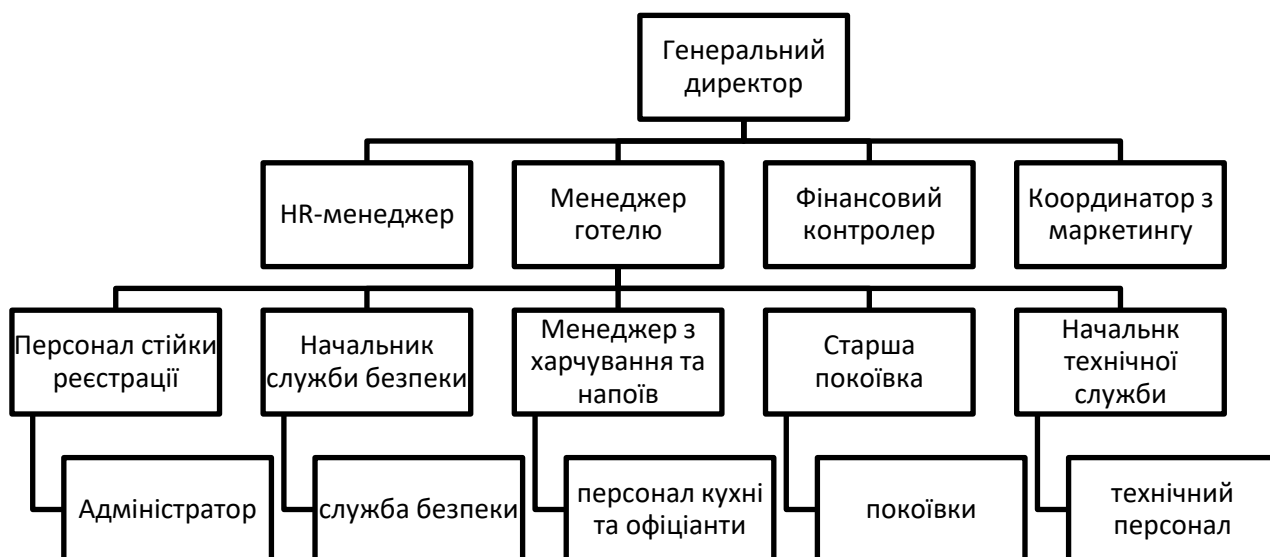 Генеральний
директор
HR-менеджер
Менеджер
готелю
Фінансовий
контролер
Координатор з
маркетингу
Персонал стійки
реєстрації
Начальник
служби безпеки
Менеджер з
харчування та
напоїв
Старша
покоївка
Начальнк
технічної
служби
Адміністратор
служба безпеки
персонал кухні
та офіціанти
покоївки
технічний
персонал